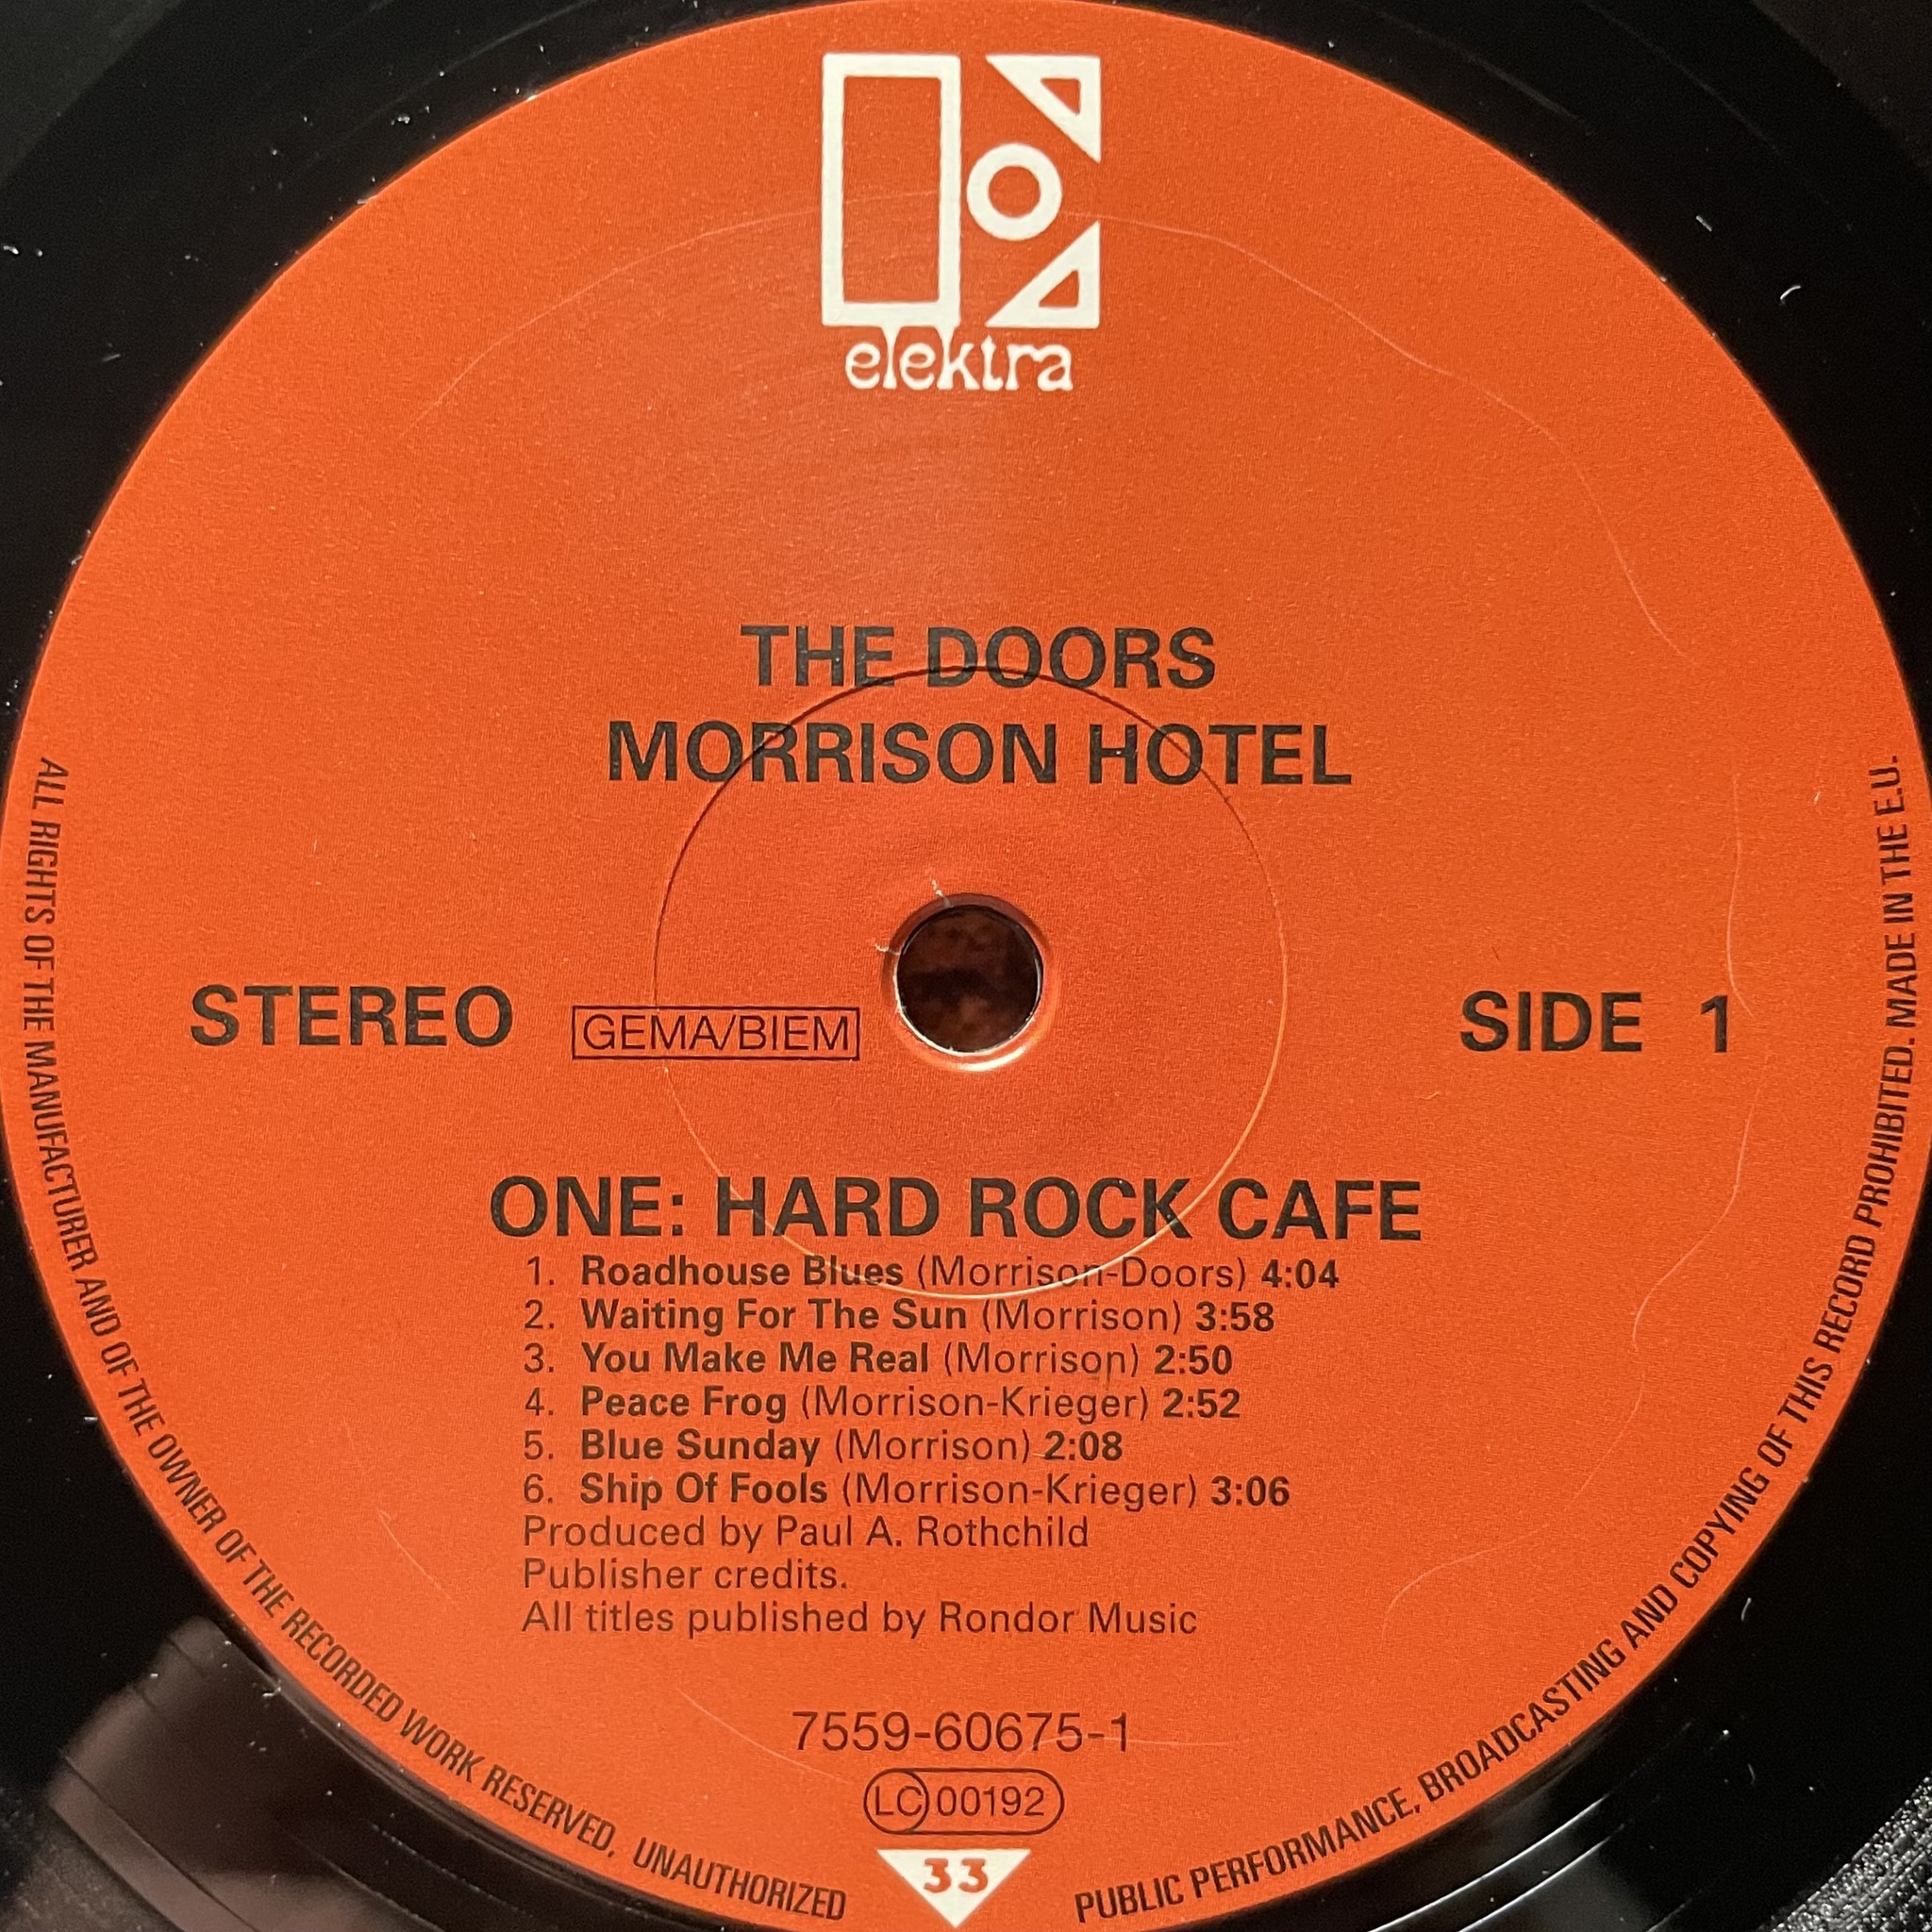 elektra
THE DOORS
MORRISON HOTEL
STEREO
GEMA/BIEM
SIDE 1
ONE: HARD ROCK CAFE
1. Roadhouse Blues (Morrison-Doors) 4:04
2. Waiting For The Sun (Morrison) 3:58
3. You Make Me Real (Morrison) 2:50
4. Peace Frog (Morrison-Krieger) 2:52
5. Blue Sunday (Morrison) 2:08
6. Ship Of Fools (Morrison-Krieger) 3:06
Produced by Paul A. Rothchild
Publisher credits.
All titles published by Rondor Music
7559-60675-1
LC 00192
33
ALL RIGHTS OF THE MANUFACTURER AND OF THE OWNER OF THE RECORDED WORK RESERVED, UNAUTHORIZED
PUBLIC PERFORMANCE, BROADCASTING AND COPYING OF THIS RECORD PROHIBITED. MADE IN THE E.U.